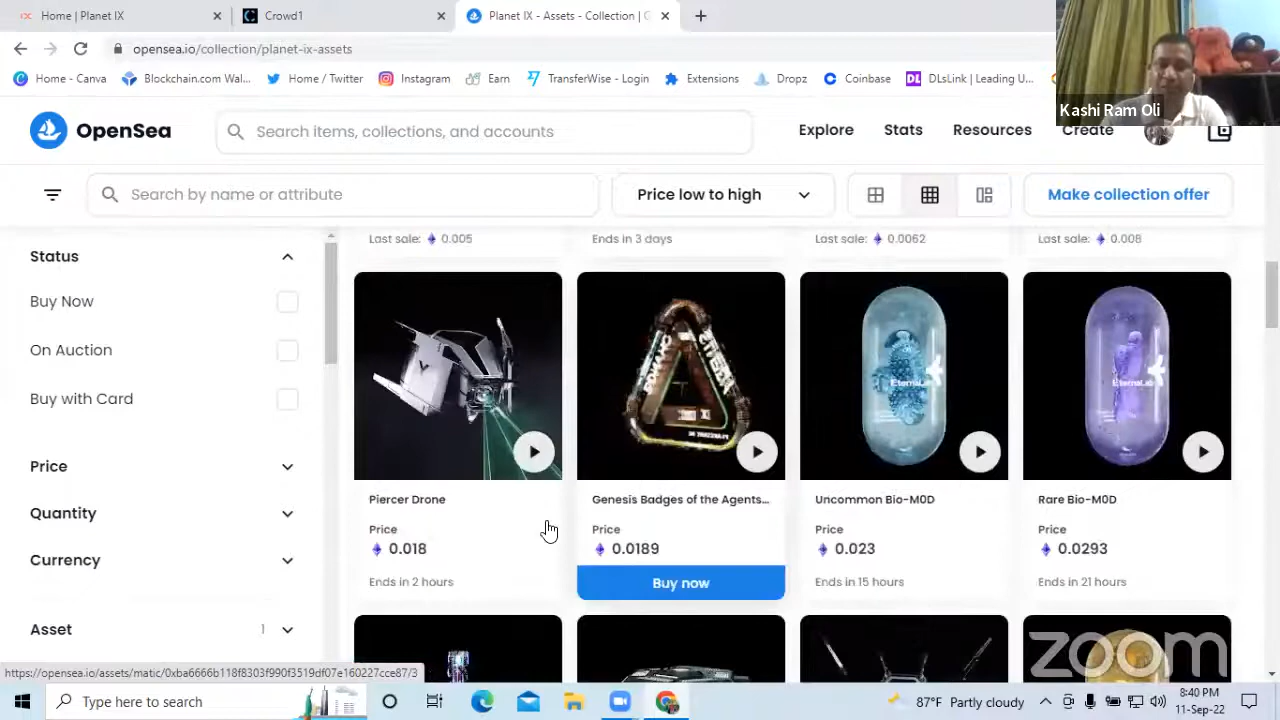 Home | Planet IX
Crowd1
Planet IX - Assets - Collection |
opensea.io/collection/planet-ix-assets
Home - Canva
Blockchain.com Wal...
Home / Twitter
Instagram
Earn
TransferWise - Login
Extensions
Dropz
Coinbase
DLsLink | Leading U...
Kashi Ram Oli
OpenSea
Search items, collections, and accounts
Explore
Stats
Resources
Create
Search by name or attribute
Price low to high
Make collection offer
Status
Buy Now
On Auction
Buy with Card
Price
Quantity
Currency
Asset 1
Last sale: 0.005
Ends in 3 days
Last sale: 0.0062
Last sale: 0.008
EternaLab
EternaLab
Piercer Drone
Price
0.018
Ends in 2 hours
Genesis Badges of the Agents...
Price
0.0189
Buy now
Uncommon Bio-M0D
Price
0.023
Ends in 15 hours
Rare Bio-M0D
Price
0.0293
Ends in 21 hours
zoom
https://opensea.io/assets/matic/0xba6666b118f8303f990f3519df07e160227cce87/3
Type here to search
87°F Partly cloudy
8:40 PM
11-Sep-22